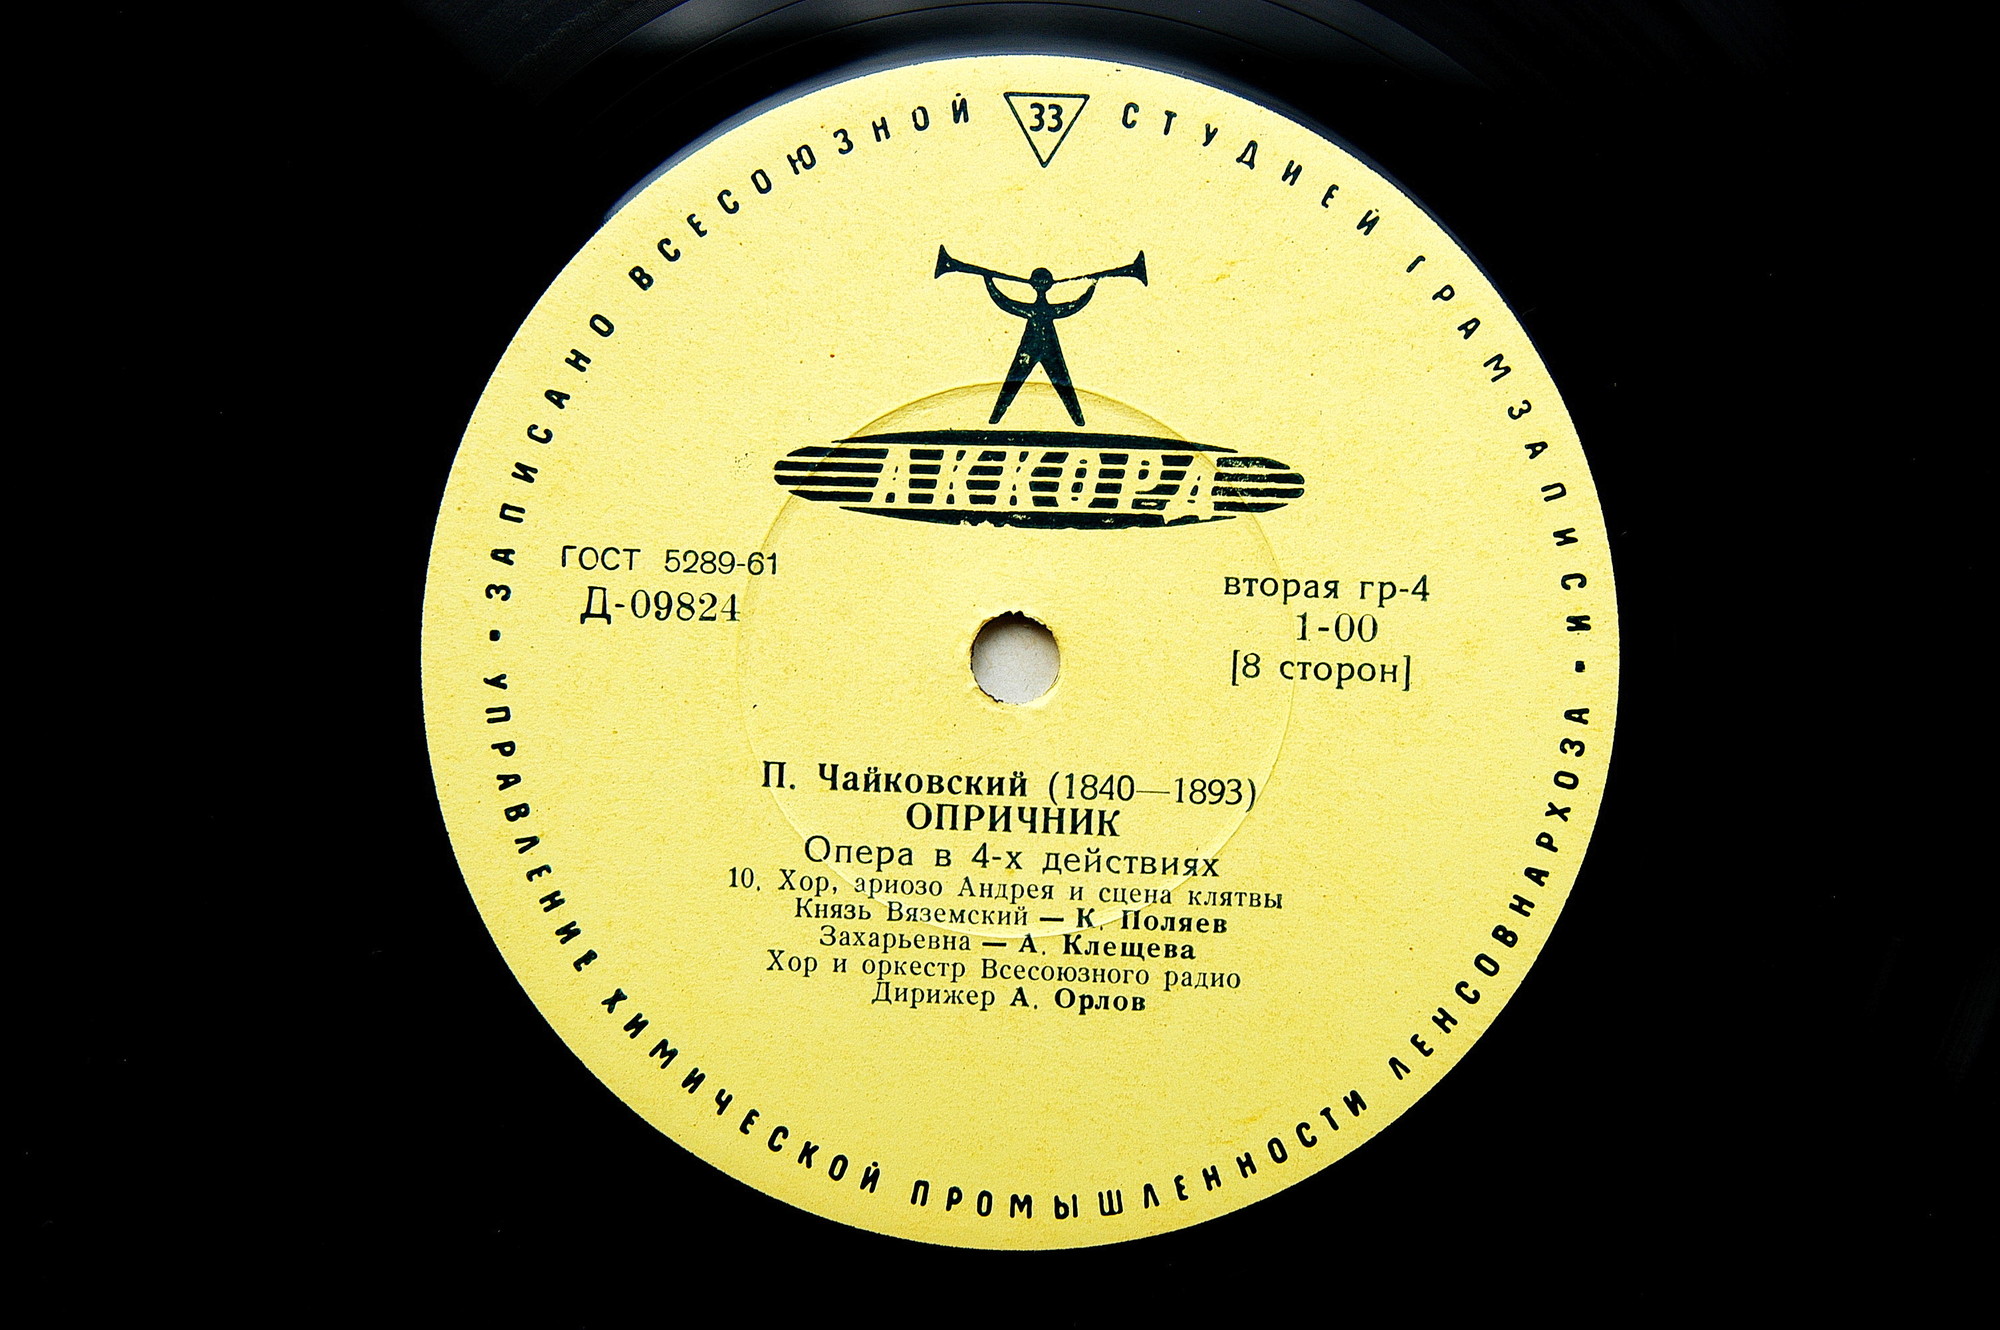 ЗАПИСАНО ВСЕСОЮЗНОЙ СТУДИЕЙ ГРАМЗАПИСИ
33
АККОРД
ГОСТ 5289-61
Д-09824
вторая гр-4
1-00
[8 сторон]
П. Чайковский (1840—1893)
ОПРИЧНИК
Опера в 4-х действиях
10. Хор, ариозо Андрея и сцена клятвы
Князь Вяземский — К. Поляев
Захарьевна — А. Клещева
Хор и оркестр Всесоюзного радио
Дирижер А. Орлов
УПРАВЛЕНИЕ ХИМИЧЕСКОЙ ПРОМЫШЛЕННОСТИ ЛЕНСОВНАРХОЗА